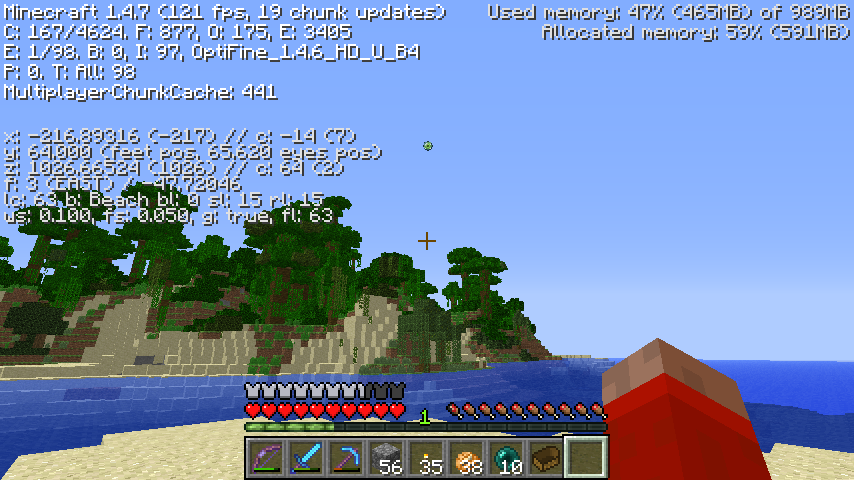 Minecraft 1.4.7 (121 fps, 19 chunk updates)
C: 167/4624, F: 877, O: 175, E: 3405
E: 1/98, B: 0, I: 97, OptiFine_1.4.6_HD_U_B4
P: 0, T: All: 98
MultiplayerChunkCache: 441
Used memory: 47% (465MB) of 989MB
Allocated memory: 59% (591MB)
x: -216.89316 (-217) // c: -14 (7)
y: 64.000 (feet pos, 65.620 eyes pos)
z: 1026.66524 (1026) // c: 64 (2)
f: 3 (EAST) / -47.72046
lc: 63 b: Beach bl: 0 sl: 15 rl: 15
ws: 0.100, fs: 0.050, g: true, fl: 63
1
56 35 38 10